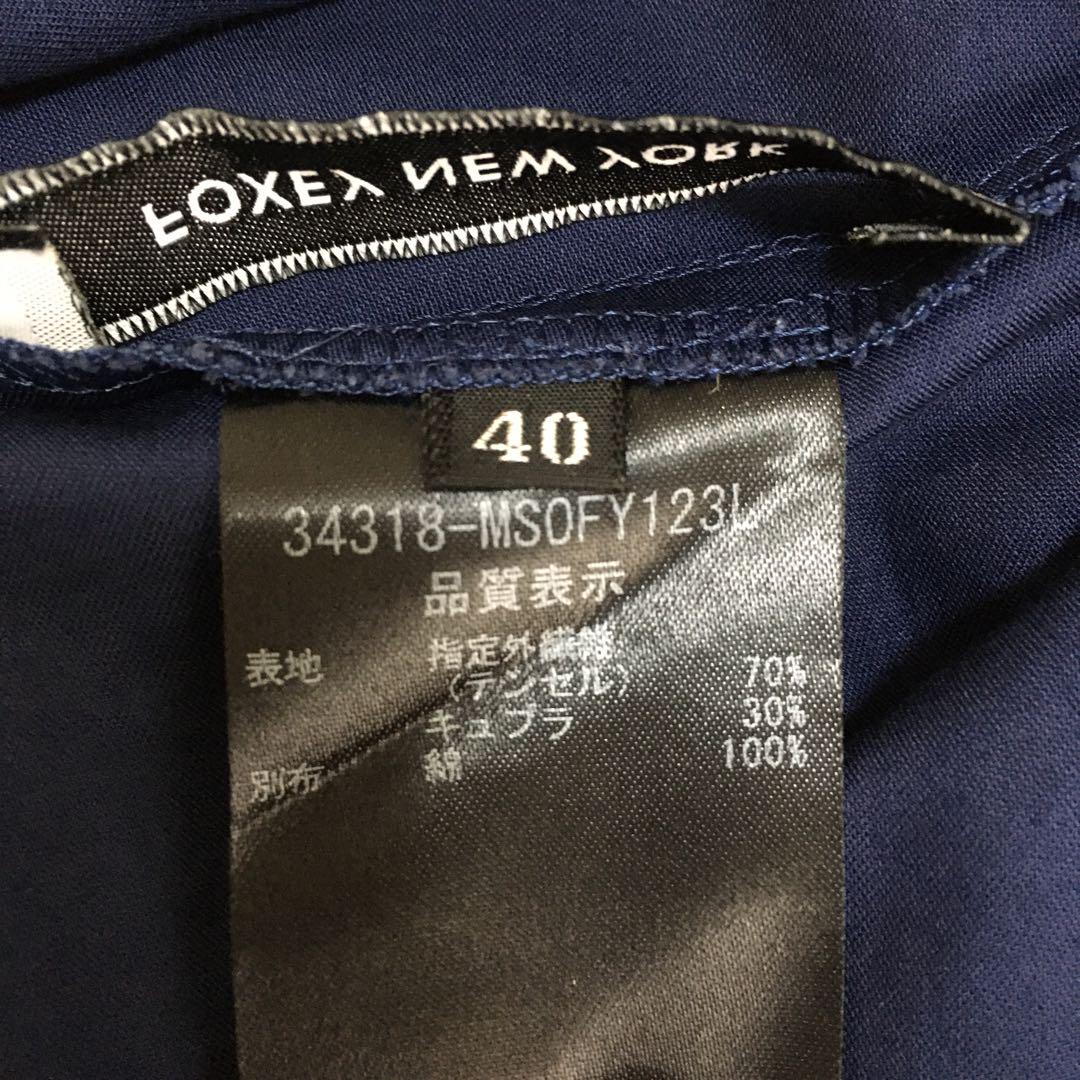 FOXEY NEW YORK
40
34318-MSOFY123L
品質表示
表地 指定外繊維
(テンセル) 70%
キュプラ 30%
別布 綿 100%